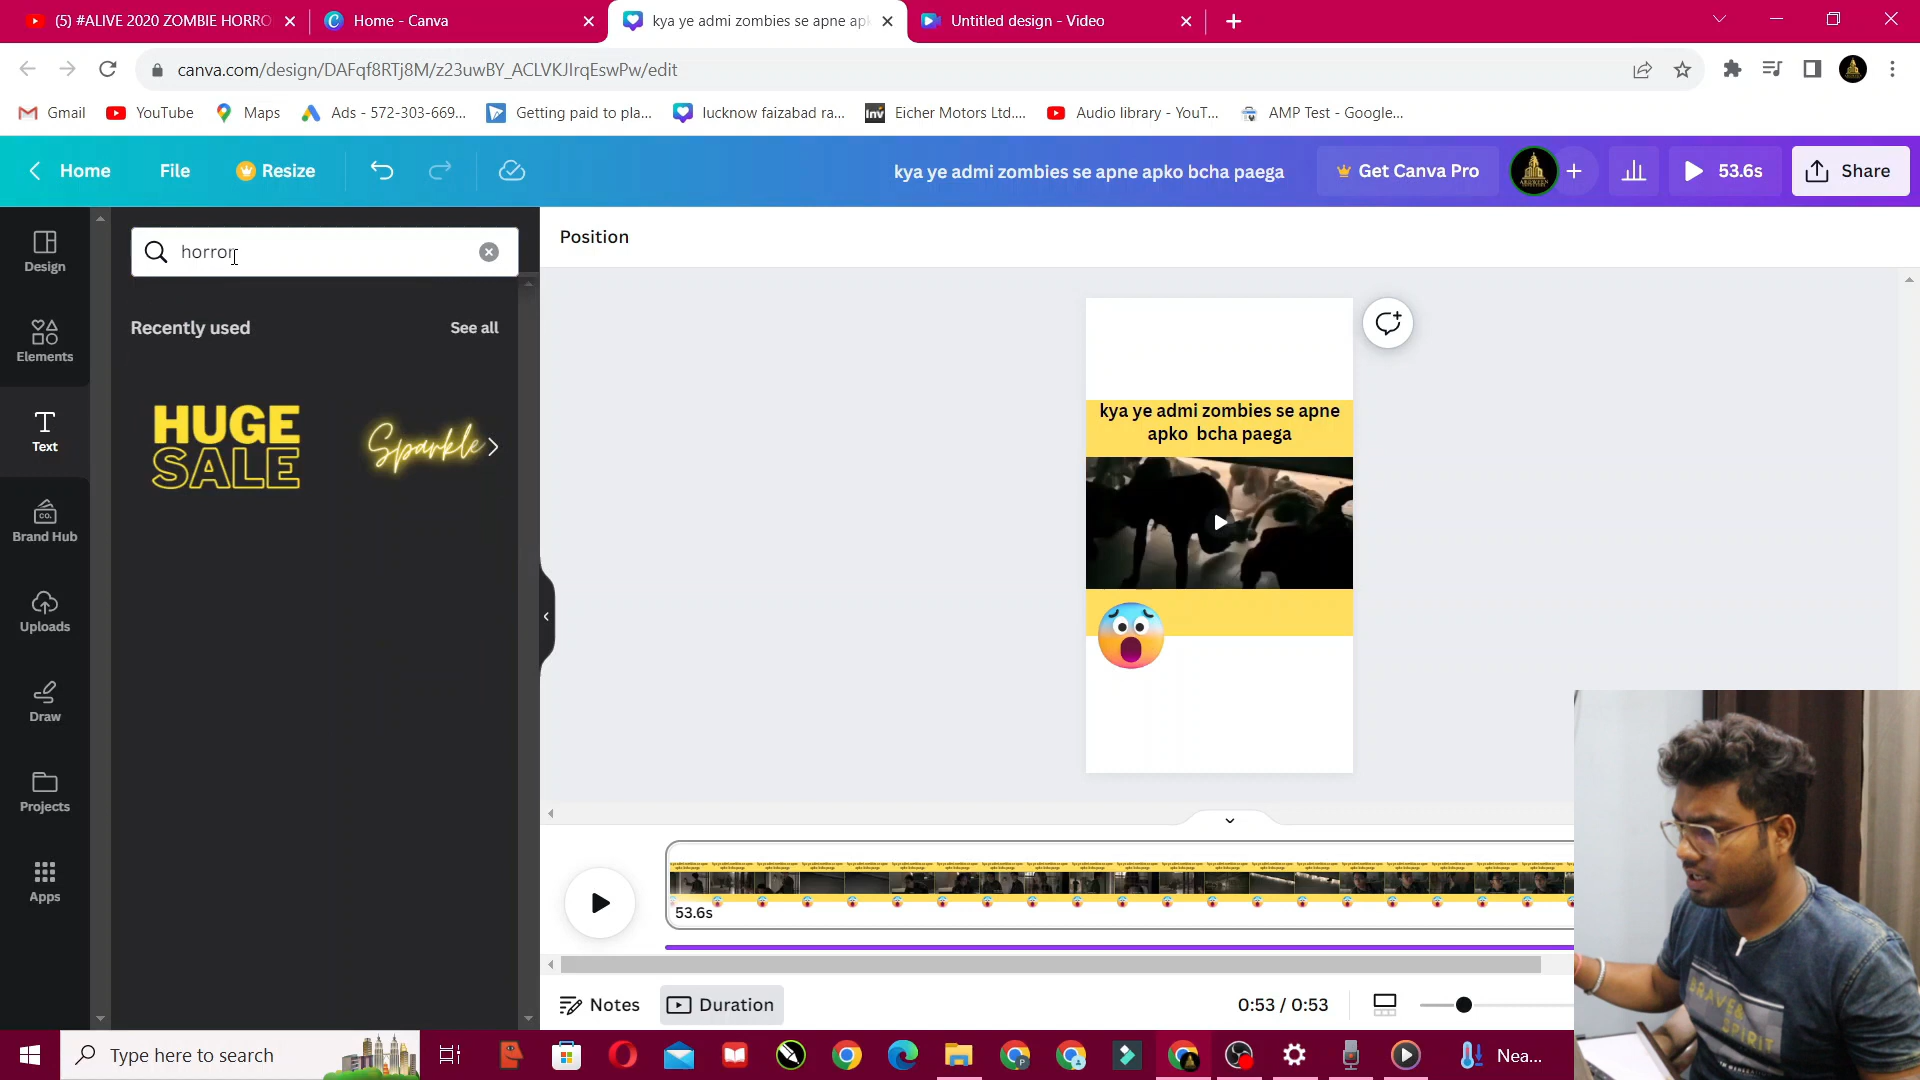 (5) #ALIVE 2020 ZOMBIE HORRO
Home - Canva
kya ye admi zombies se apne apk
Untitled design - Video
canva.com/design/DAFqf8RTj8M/z23uwBY_ACLVKJIrqEswPw/edit
Gmail
YouTube
Maps
Ads - 572-303-669...
Getting paid to pla...
lucknow faizabad ra...
Eicher Motors Ltd....
Audio library - YouT...
AMP Test - Google...
Home
File
Resize
kya ye admi zombies se apne apko bcha paega
Get Canva Pro
53.6s
Share
Design
Elements
Text
Brand Hub
Uploads
Draw
Projects
Apps
horror
Recently used
See all
HUGE
SALE
Sparkle
Position
kya ye admi zombies se apne
apko bcha paega
53.6s
Notes
Duration
0:53 / 0:53
BRAVE &
SPIRIT
Type here to search
Nea...